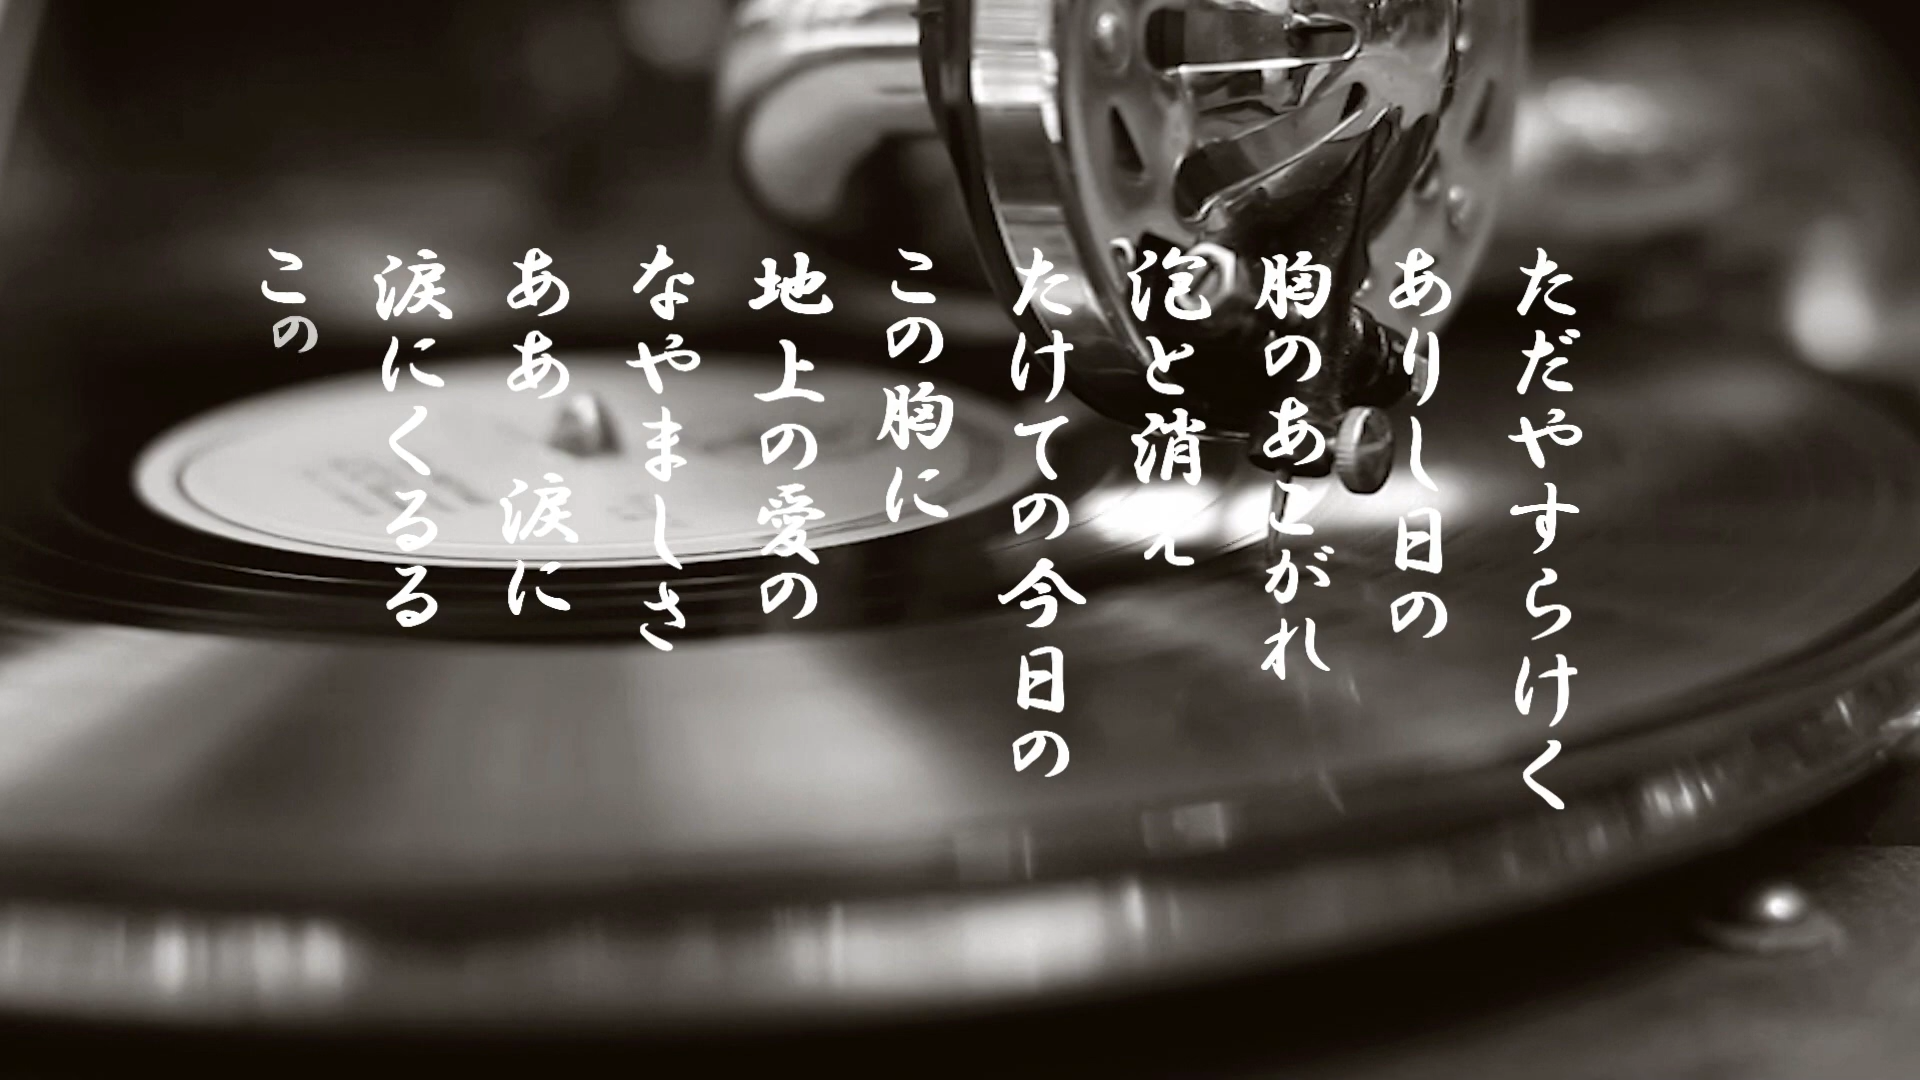 ただやすらけく
ありし日の
胸のあこがれ
泡と消え
たけての今日の
この胸に
地上の愛の
なやましさ
ああ 涙に
涙にくるる
この